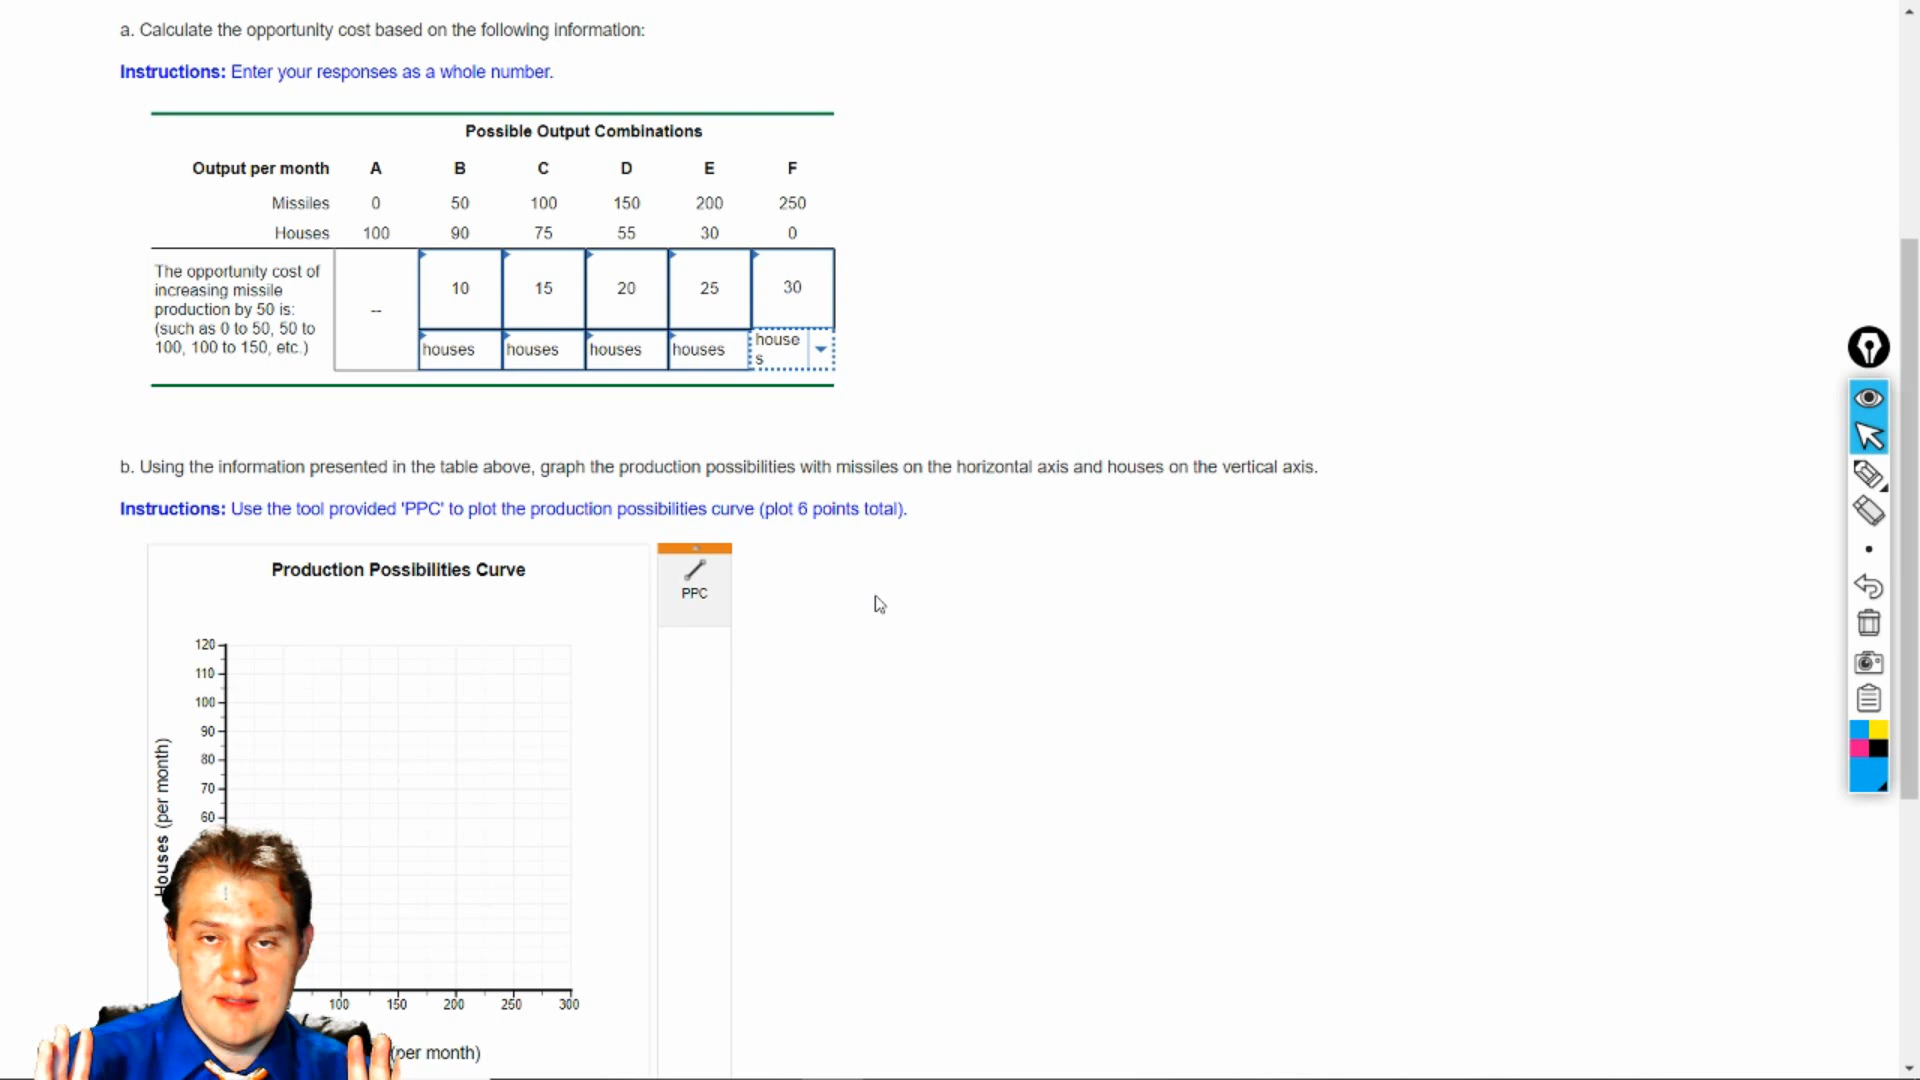 a. Calculate the opportunity cost based on the following information:
Instructions: Enter your responses as a whole number.
Possible Output Combinations
Output per month A B C D E F
Missiles 0 50 100 150 200 250
Houses 100 90 75 55 30 0
The opportunity cost of
increasing missile
production by 50 is:
(such as 0 to 50, 50 to
100, 100 to 150, etc.)
--
10 15 20 25 30
houses houses houses houses house
s
b. Using the information presented in the table above, graph the production possibilities with missiles on the horizontal axis and houses on the vertical axis.
Instructions: Use the tool provided 'PPC' to plot the production possibilities curve (plot 6 points total).
Production Possibilities Curve
PPC
120
110
100
90
80
70
60
Houses (per month)
100 150 200 250 300
(per month)